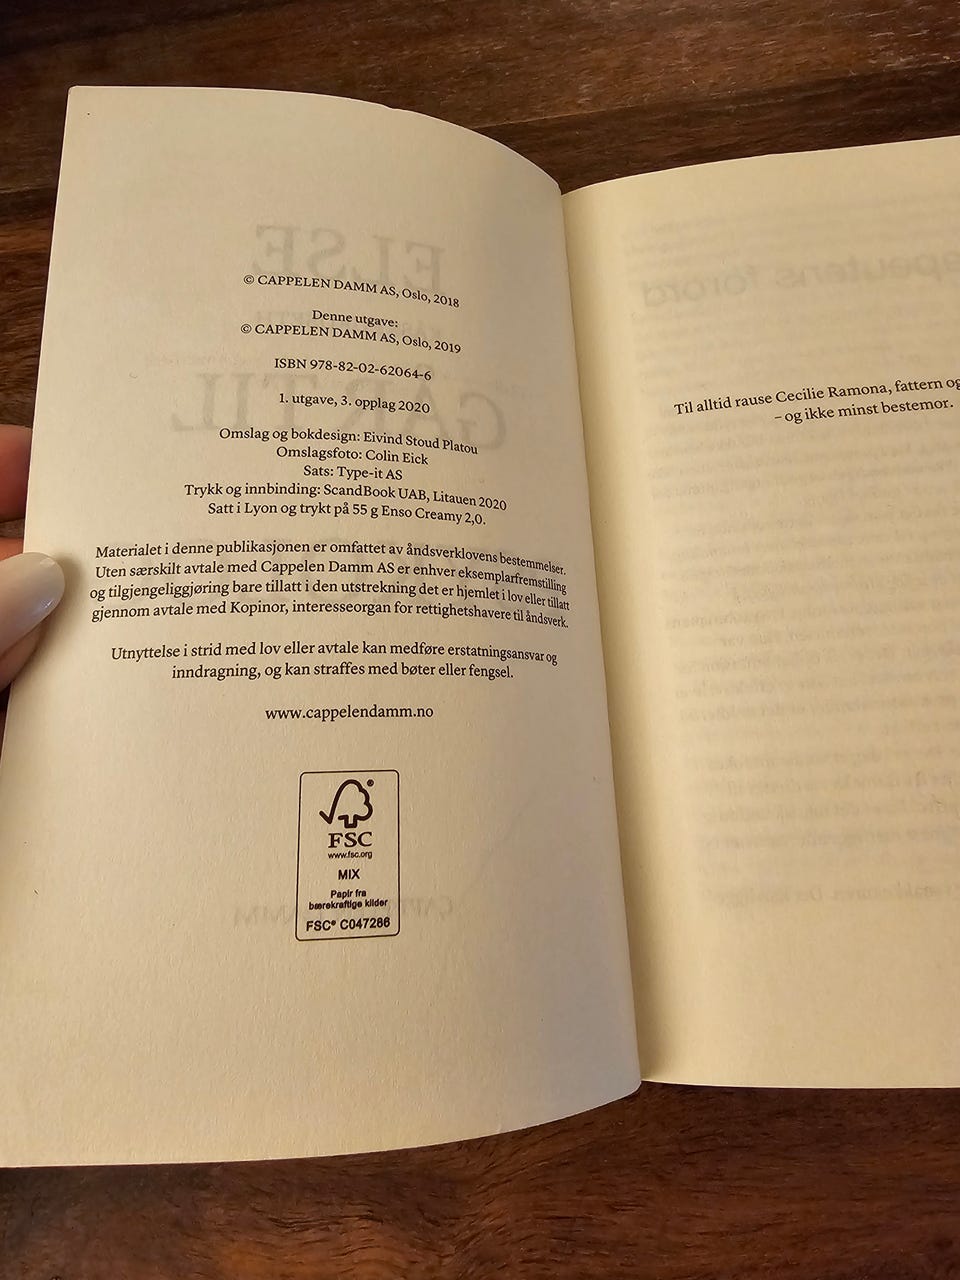 © CAPPELEN DAMM AS, Oslo, 2018
Denne utgave:
© CAPPELEN DAMM AS, Oslo, 2019
ISBN 978-82-02-62064-6
1. utgave, 3. opplag 2020
Omslag og bokdesign: Eivind Stoud Platou
Omslagsfoto: Colin Eick
Sats: Type-it AS
Trykk og innbinding: ScandBook UAB, Litauen 2020
Satt i Lyon og trykt på 55 g Enso Creamy 2,0.
Materialet i denne publikasjonen er omfattet av åndsverklovens bestemmelser.
Uten særskilt avtale med Cappelen Damm AS er enhver eksemplarfremstilling
og tilgjengeliggjøring bare tillatt i den utstrekning det er hjemlet i lov eller tillatt
gjennom avtale med Kopinor, interesseorgan for rettighetshavere til åndsverk.
Utnyttelse i strid med lov eller avtale kan medføre erstatningsansvar og
inndragning, og kan straffes med bøter eller fengsel.
www.cappelendamm.no
FSC®
www.fsc.org
MIX
Papir fra
bærekraftige kilder
FSC® C047286
Til alltid rause Cecilie Ramona, fattern og
– og ikke minst bestemor.